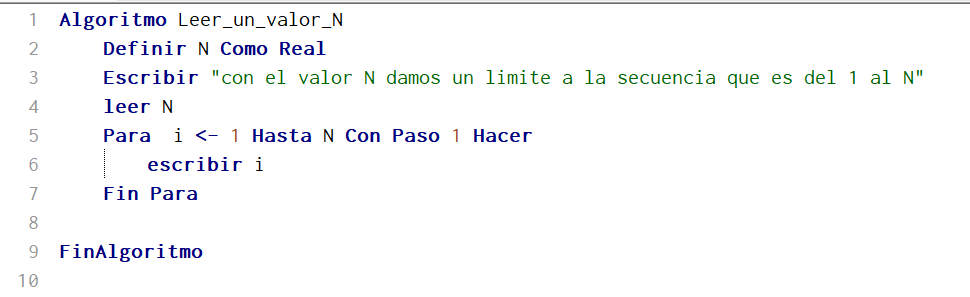 1 Algoritmo Leer_un_valor_N
2 Definir N Como Real
3 Escribir "con el valor N damos un limite a la secuencia que es del 1 al N"
4 leer N
5 Para i <- 1 Hasta N Con Paso 1 Hacer
6 escribir i
7 Fin Para
8
9 FinAlgoritmo
10